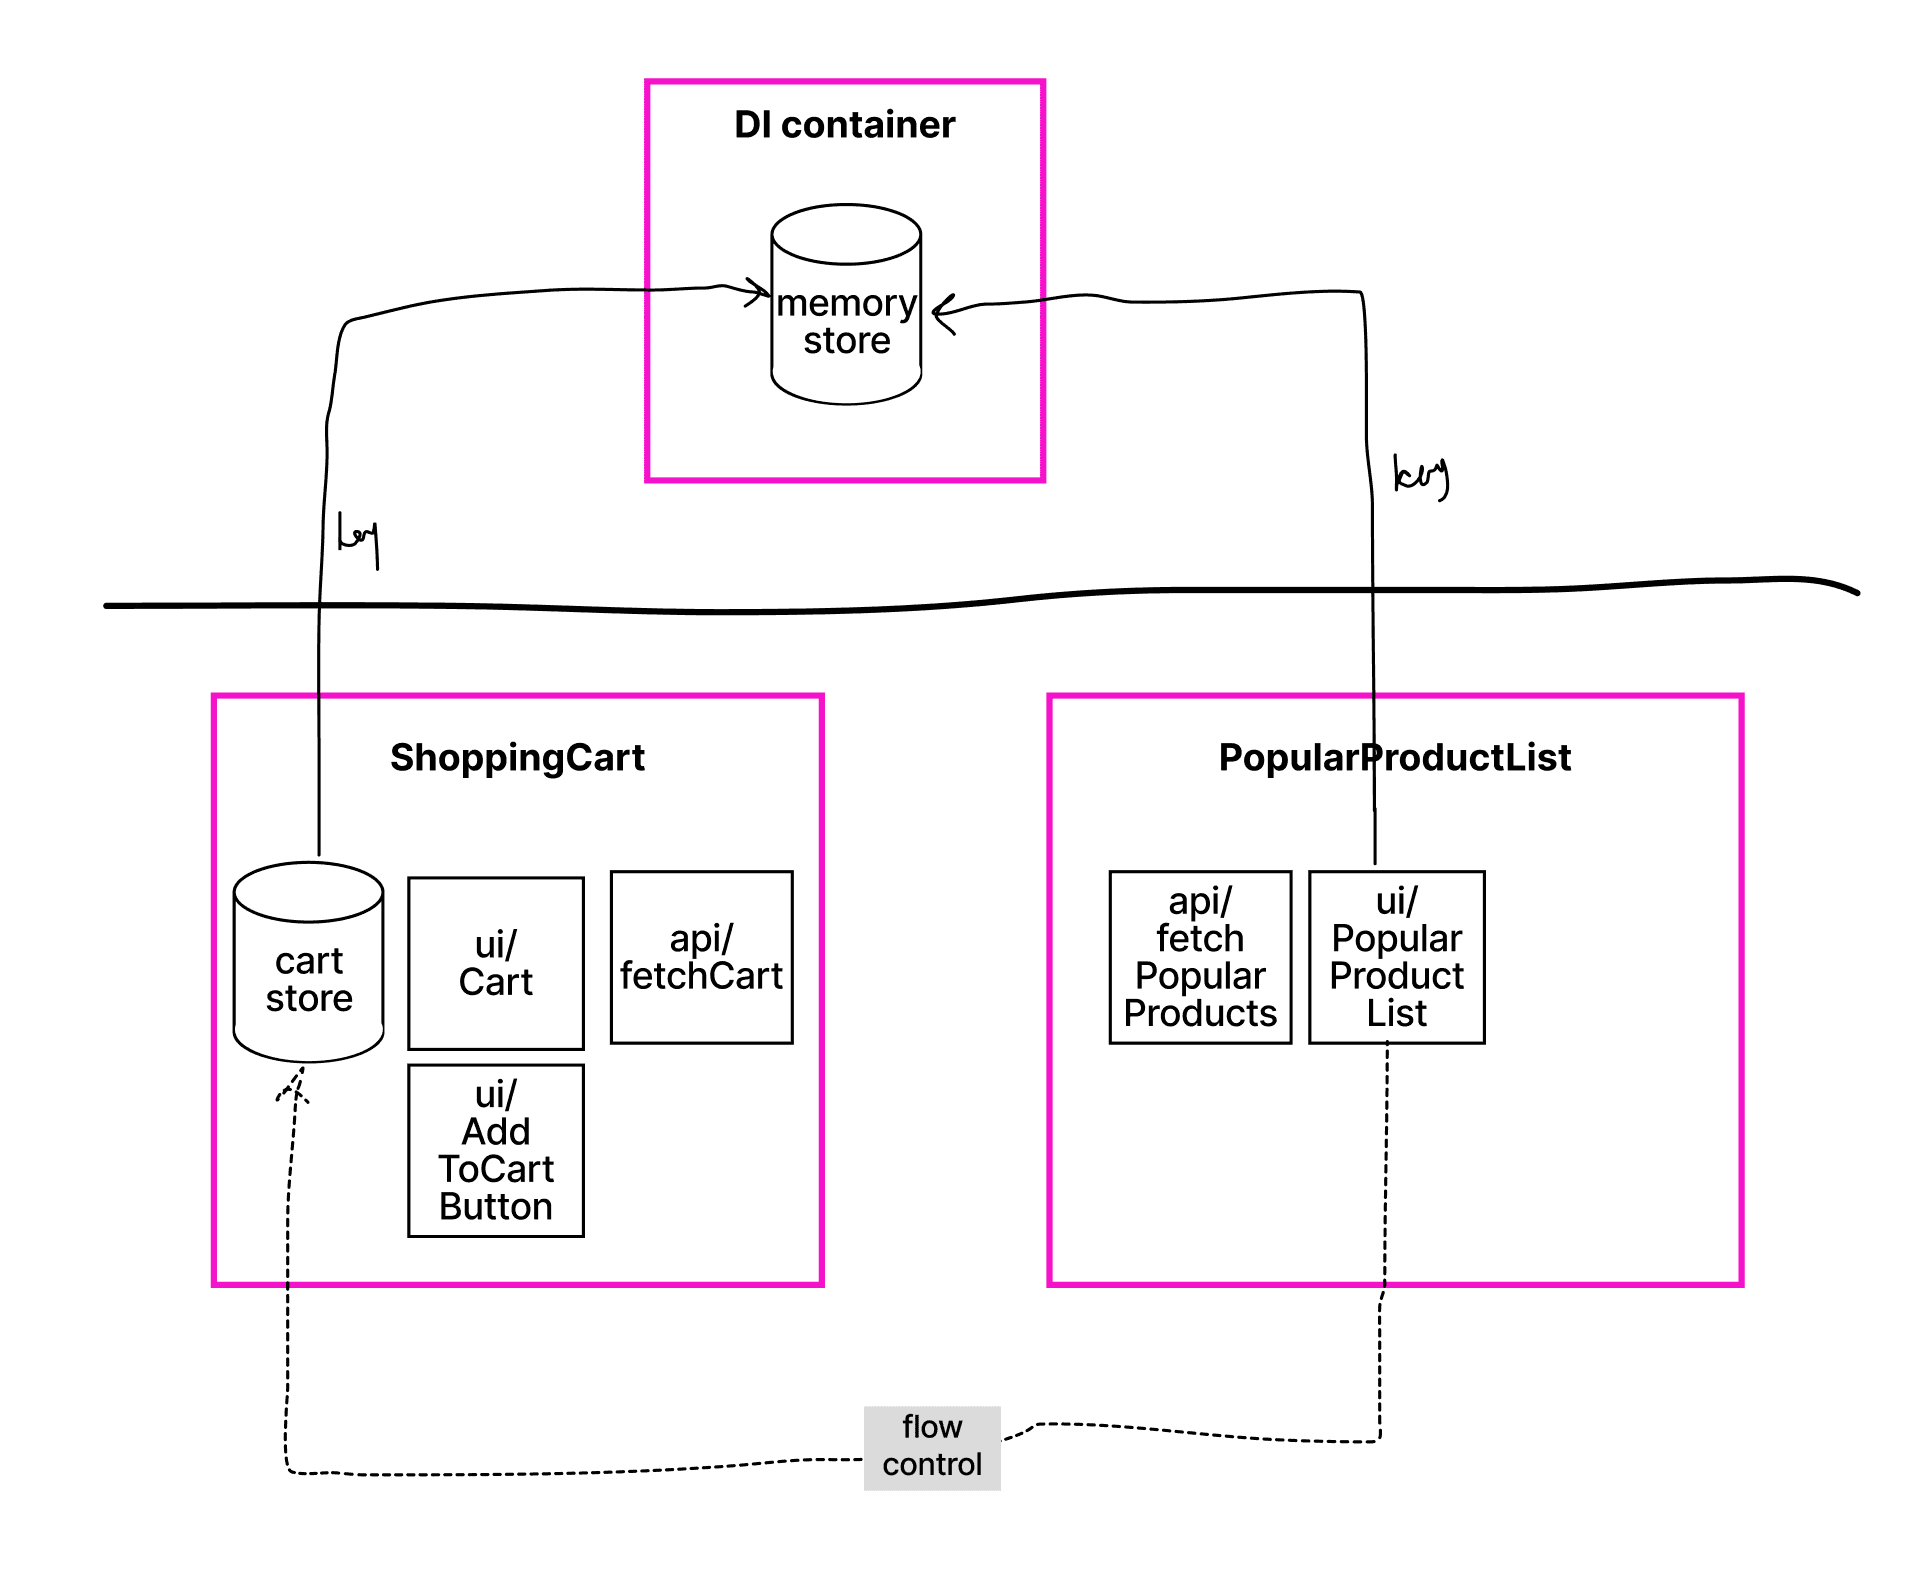 DI container
memory
store
key
key
ShoppingCart
PopularProductList
cart
store
ui/
Cart
api/
fetchCart
ui/
Add
ToCart
Button
api/
fetch
Popular
Products
ui/
Popular
Product
List
flow
control